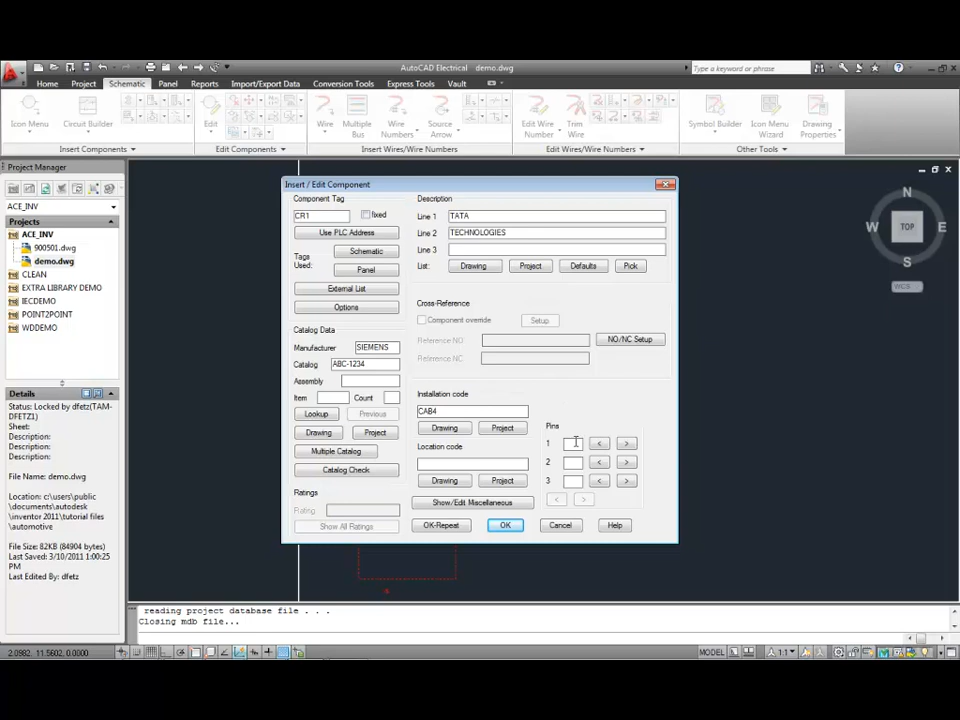 AutoCAD Electrical demo.dwg
Type a keyword or phrase
Home Project Schematic Panel Reports Import/Export Data Conversion Tools Express Tools Vault
Icon Menu Circuit Builder Edit Wire Multiple Bus Wire Numbers Source Arrow Edit Wire Number Trim Wire Symbol Builder Icon Menu Wizard Drawing Properties
Insert Components Edit Components Insert Wires/Wire Numbers Edit Wires/Wire Numbers Other Tools
Project Manager
ACE_INV
Projects
ACE_INV
900501.dwg
demo.dwg
CLEAN
EXTRA LIBRARY DEMO
IECDEMO
POINT2POINT
WDDEMO
Details
Status: Locked by dfetz(TAM-
DFETZ1)
Sheet:
Description:
Description:
Description:
File Name: demo.dwg
Location: c:\users\public
\documents\autodesk
\inventor 2011\tutorial files
\automotive
File Size: 82KB (84904 bytes)
Last Saved: 3/10/2011 1:00:25
PM
Last Edited By: dfetz
Insert / Edit Component
Component Tag
CR1 fixed
Use PLC Address
Tags Used:
Schematic
Panel
External List
Options
Catalog Data
Manufacturer SIEMENS
Catalog ABC-1234
Assembly
Item Count
Lookup Previous
Drawing Project
Multiple Catalog
Catalog Check
Ratings
Rating
Show All Ratings
Description
Line 1 TATA
Line 2 TECHNOLOGIES
Line 3
List: Drawing Project Defaults Pick
Cross-Reference
Component override Setup
Reference NO
NO/NC Setup
Reference NC
Installation code
CAB4
Drawing Project
Location code
Drawing Project
Pins
1 < >
2 < >
3 < >
< >
Show/Edit Miscellaneous
OK-Repeat OK Cancel Help
N
W TOP E
S
WCS
reading project database file . . .
Closing mdb file...
2.0982, 11.5602, 0.0000
MODEL
1:1